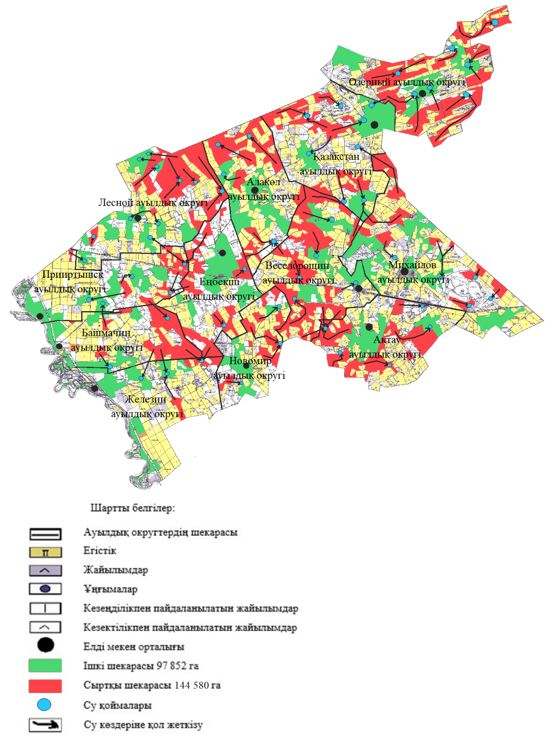 Озерный ауылдық округі
Қазақстан
ауылдық округі
Алакөл
ауылдық округі
Лесной ауылдық округі
Прииртышск
ауылдық округі
Еңбекші
ауылдық округі
Веселорощин
ауылдық округі
Михайлов
ауылдық округі
Башмачин
ауылдық округі
Новомир
ауылдық округі
Ақтау
ауылдық округі
Железин
ауылдық округі
Шартты белгілер:
Ауылдық округтердің шекарасы
Егістік
Жайылымдар
Ұңғымалар
Кезеңділікпен пайдаланылатын жайылымдар
Кезектілікпен пайдаланылатын жайылымдар
Елді мекен орталығы
Ішкі шекарасы 97 852 га
Сыртқы шекарасы 144 580 га
Су қоймалары
Су көздеріне қол жеткізу